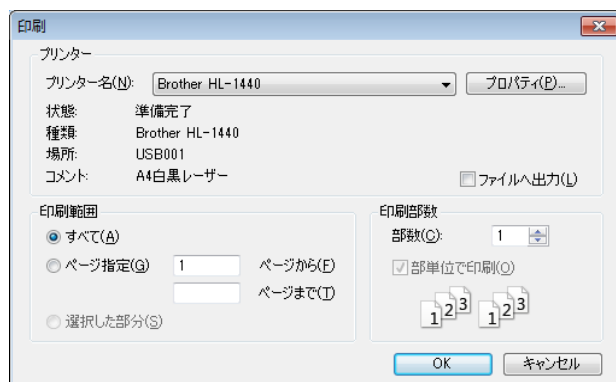 印刷
プリンター
プリンター名(N): Brother HL-1440 プロパティ(P)...
状態: 準備完了
種類: Brother HL-1440
場所: USB001
コメント: A4白黒レーザー
ファイルへ出力(L)
印刷範囲
すべて(A)
ページ指定(G) 1 ページから(F)
ページまで(T)
選択した部分(S)
印刷部数
部数(C): 1
部単位で印刷(O)
1 2 3 1 2 3
OK キャンセル